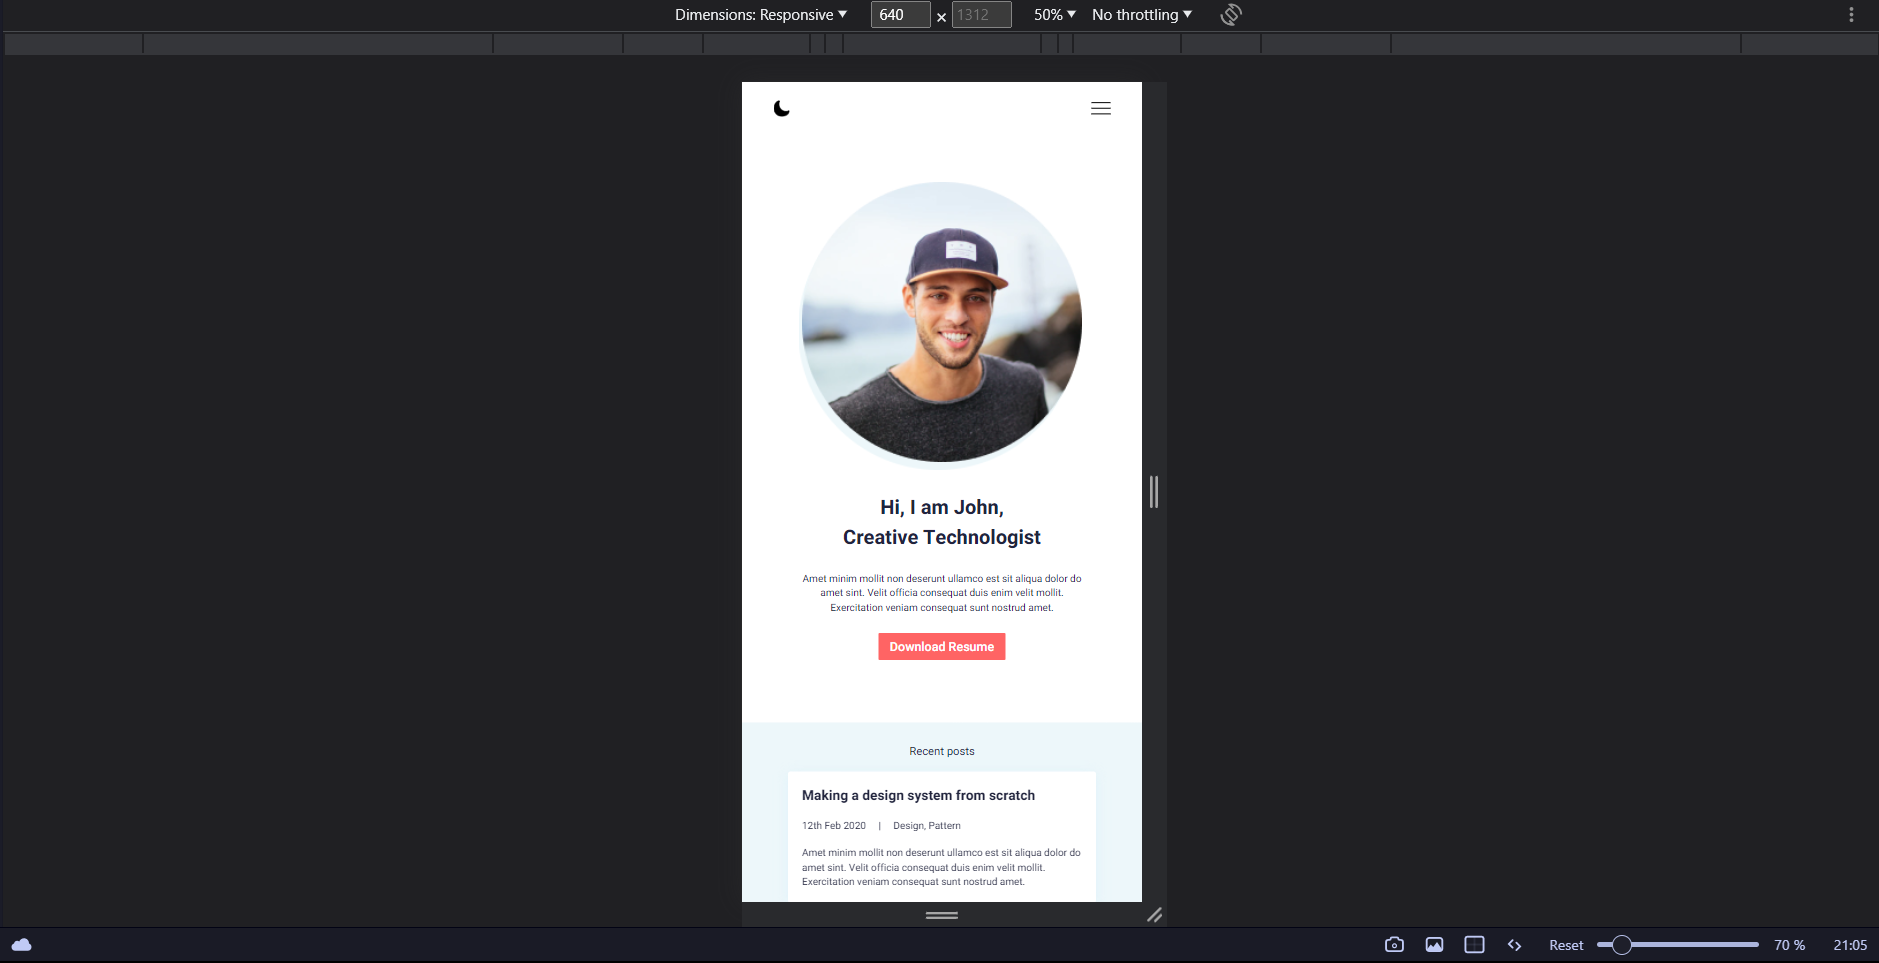 Dimensions: Responsive ▼ 640 × 1312 50% ▼ No throttling ▼
Hi, I am John,
Creative Technologist
Amet minim mollit non deserunt ullamco est sit aliqua dolor do
amet sint. Velit officia consequat duis enim velit mollit.
Exercitation veniam consequat sunt nostrud amet.
Download Resume
Recent posts
Making a design system from scratch
12th Feb 2020 | Design, Pattern
Amet minim mollit non deserunt ullamco est sit aliqua dolor do
amet sint. Velit officia consequat duis enim velit mollit.
Exercitation veniam consequat sunt nostrud amet.
Reset 70 % 21:05